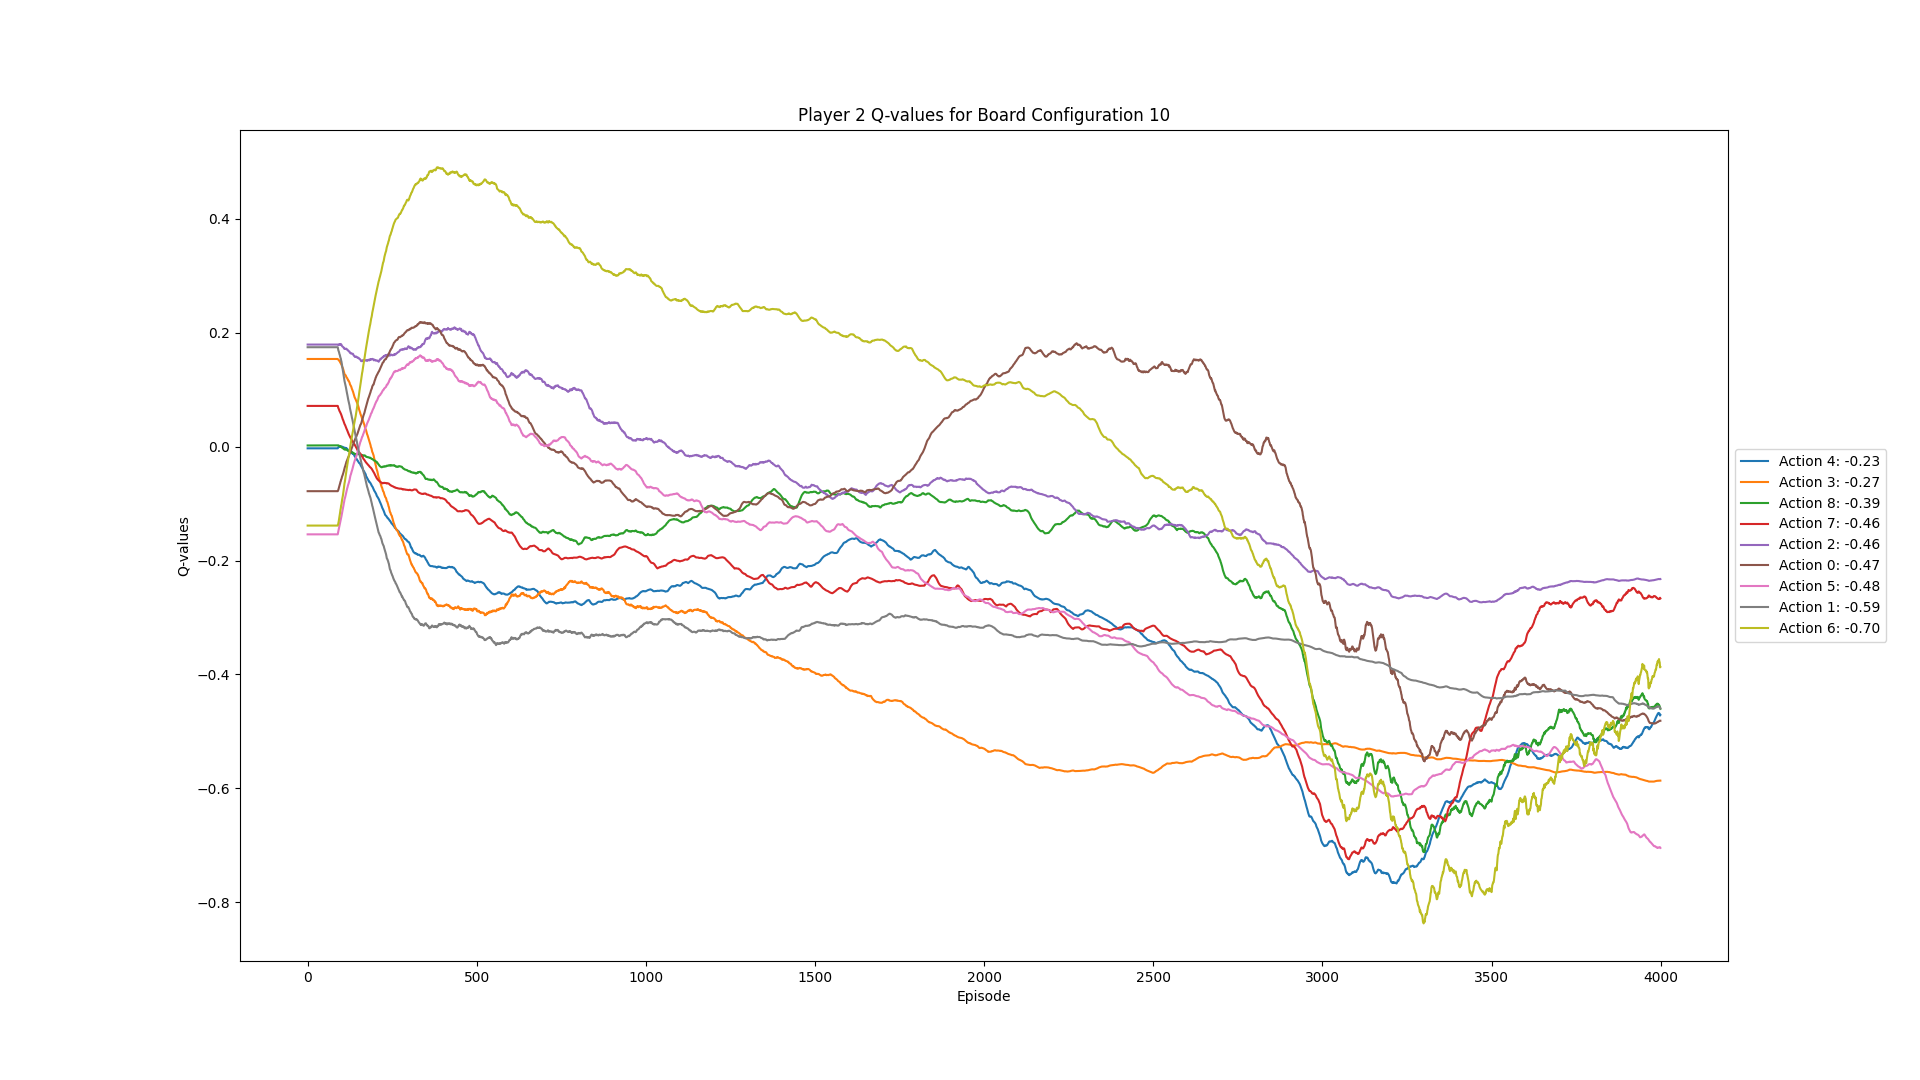 Player 2 Q-values for Board Configuration 10
0.4
0.2
0.0
−0.2
−0.4
−0.6
−0.8
Q-values
0 500 1000 1500 2000 2500 3000 3500 4000
Episode
Action 4: -0.23
Action 3: -0.27
Action 8: -0.39
Action 7: -0.46
Action 2: -0.46
Action 0: -0.47
Action 5: -0.48
Action 1: -0.59
Action 6: -0.70